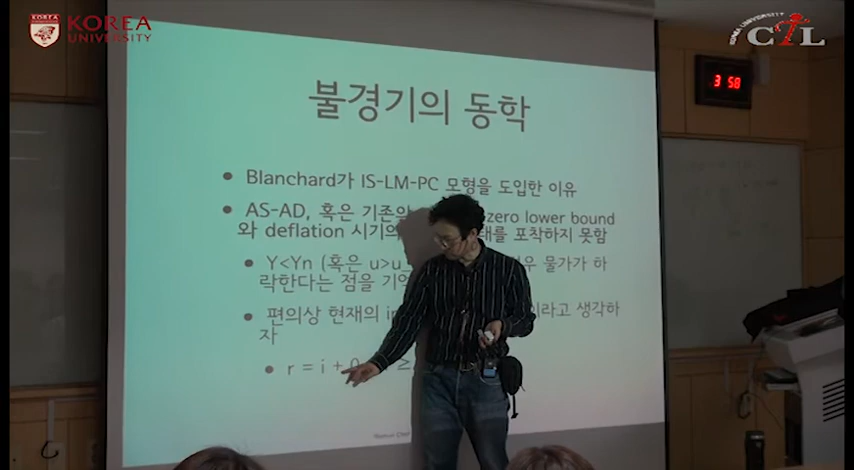 KOREA
UNIVERSITY
KOREA UNIVERSITY
CTL
3 58
불경기의 동학
• Blanchard가 IS-LM-PC 모형을 도입한 이유
• AS-AD, 혹은 기존의 zero lower bound
와 deflation 시기의 포착하지 못함
• Y<Yn (혹은 u>u 물가가 하
락한다는 점을
• 편의상 현재의 이라고 생각하
자
• r = i + 0 ≥
CTL